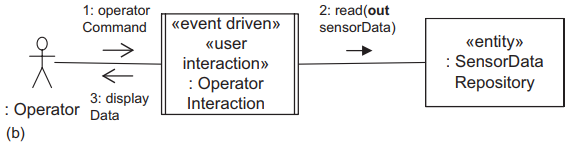 1: operator
Command
3: display
Data
: Operator
(b)
«event driven»
«user
interaction»
: Operator
Interaction
2: read(out
sensorData)
«entity»
: SensorData
Repository